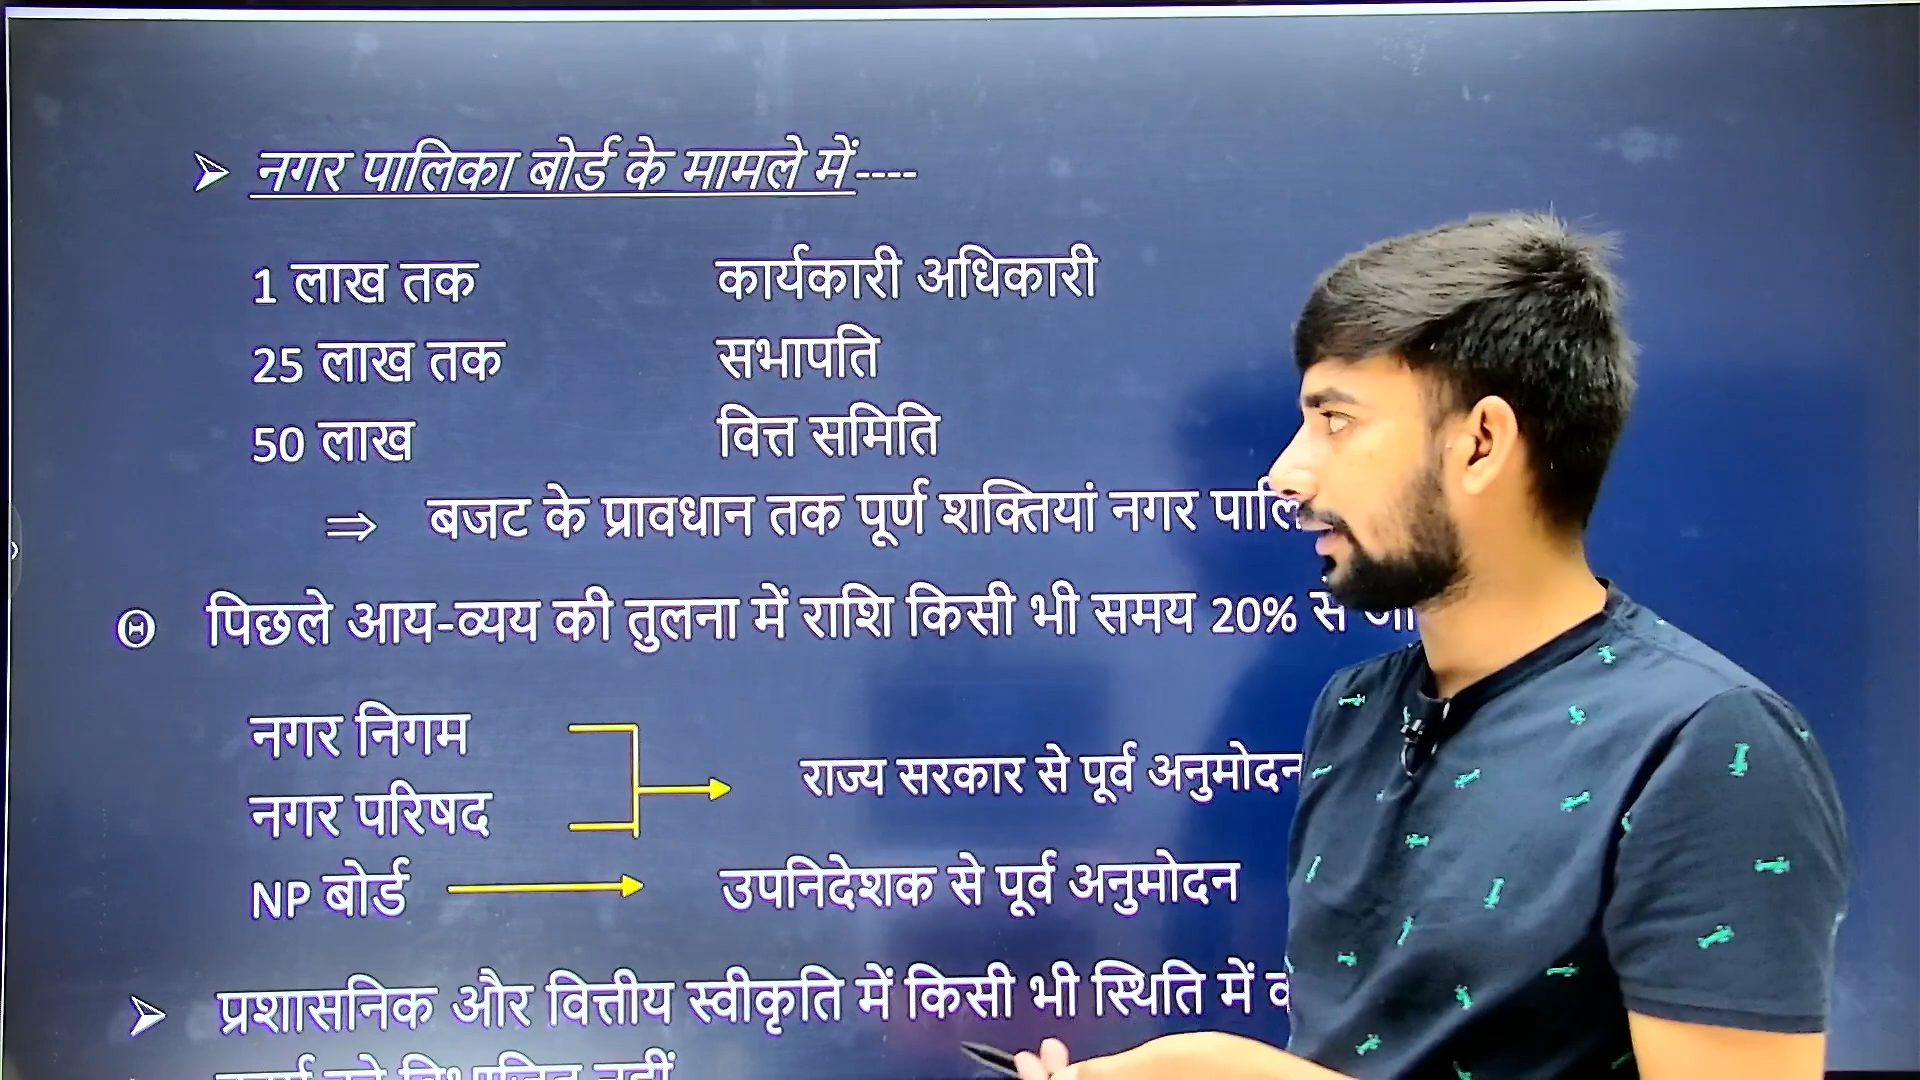 नगर पालिका बोर्ड के मामले में----
1 लाख तक कार्यकारी अधिकारी
25 लाख तक सभापति
50 लाख वित्त समिति
⇒ बजट के प्रावधान तक पूर्ण शक्तियां नगर
पिछले आय-व्यय की तुलना में राशि किसी भी समय 20% से
नगर निगम
नगर परिषद
राज्य सरकार से पूर्व अनुमोदन
NP बोर्ड उपनिदेशक से पूर्व अनुमोदन
प्रशासनिक और वित्तीय स्वीकृति में किसी भी स्थिति में